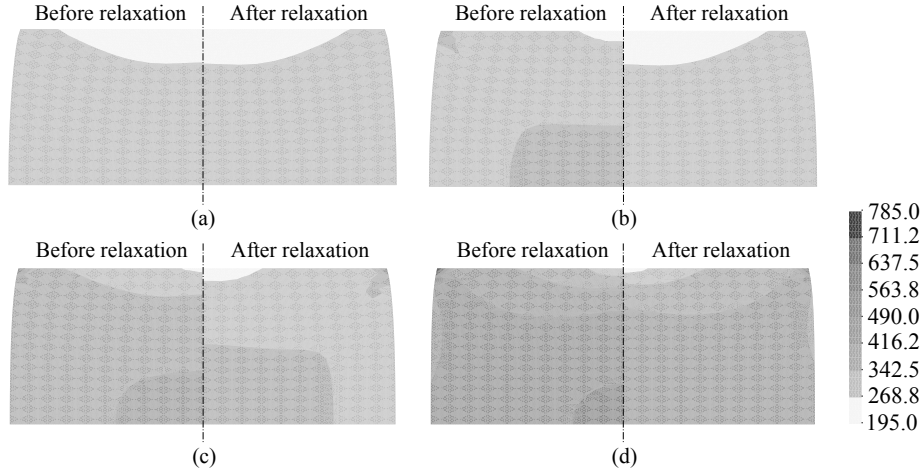 Before relaxation After relaxation
(a)
Before relaxation After relaxation
(b)
Before relaxation After relaxation
(c)
Before relaxation After relaxation
(d)
785.0
711.2
637.5
563.8
490.0
416.2
342.5
268.8
195.0